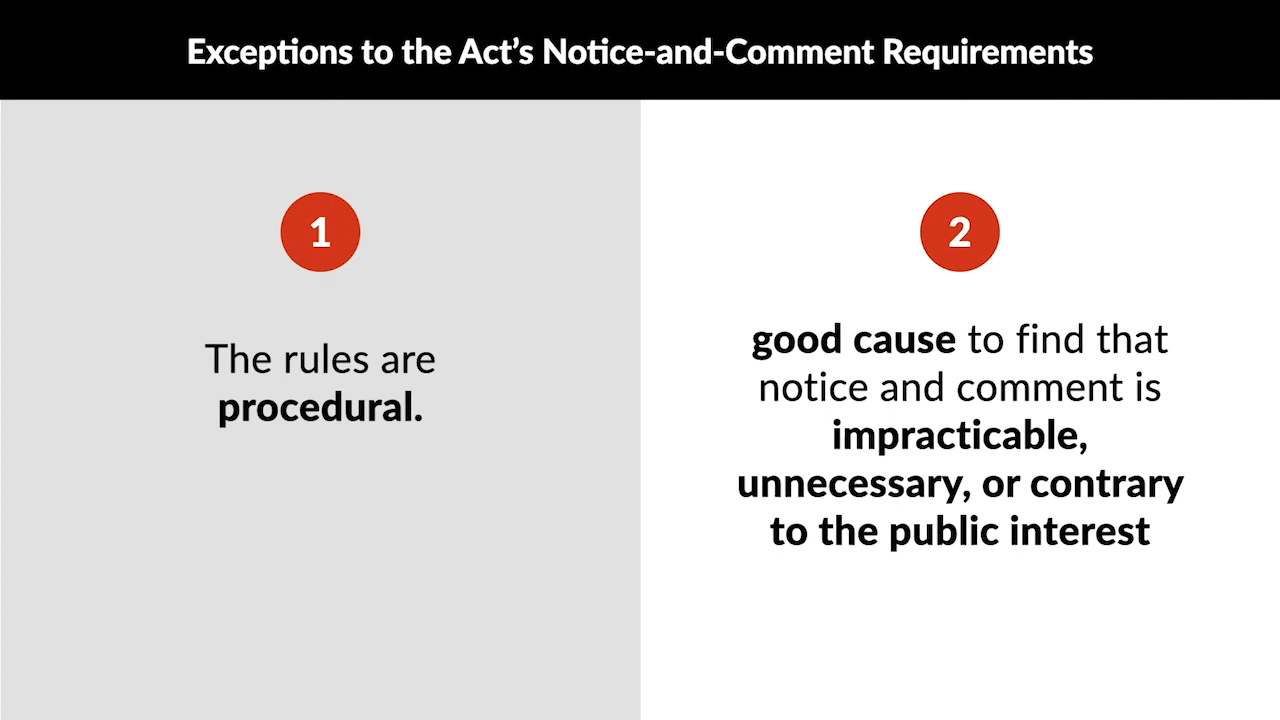 Exceptions to the Act’s Notice-and-Comment Requirements
1
The rules are
procedural.
2
good cause to find that
notice and comment is
impracticable,
unnecessary, or contrary
to the public interest